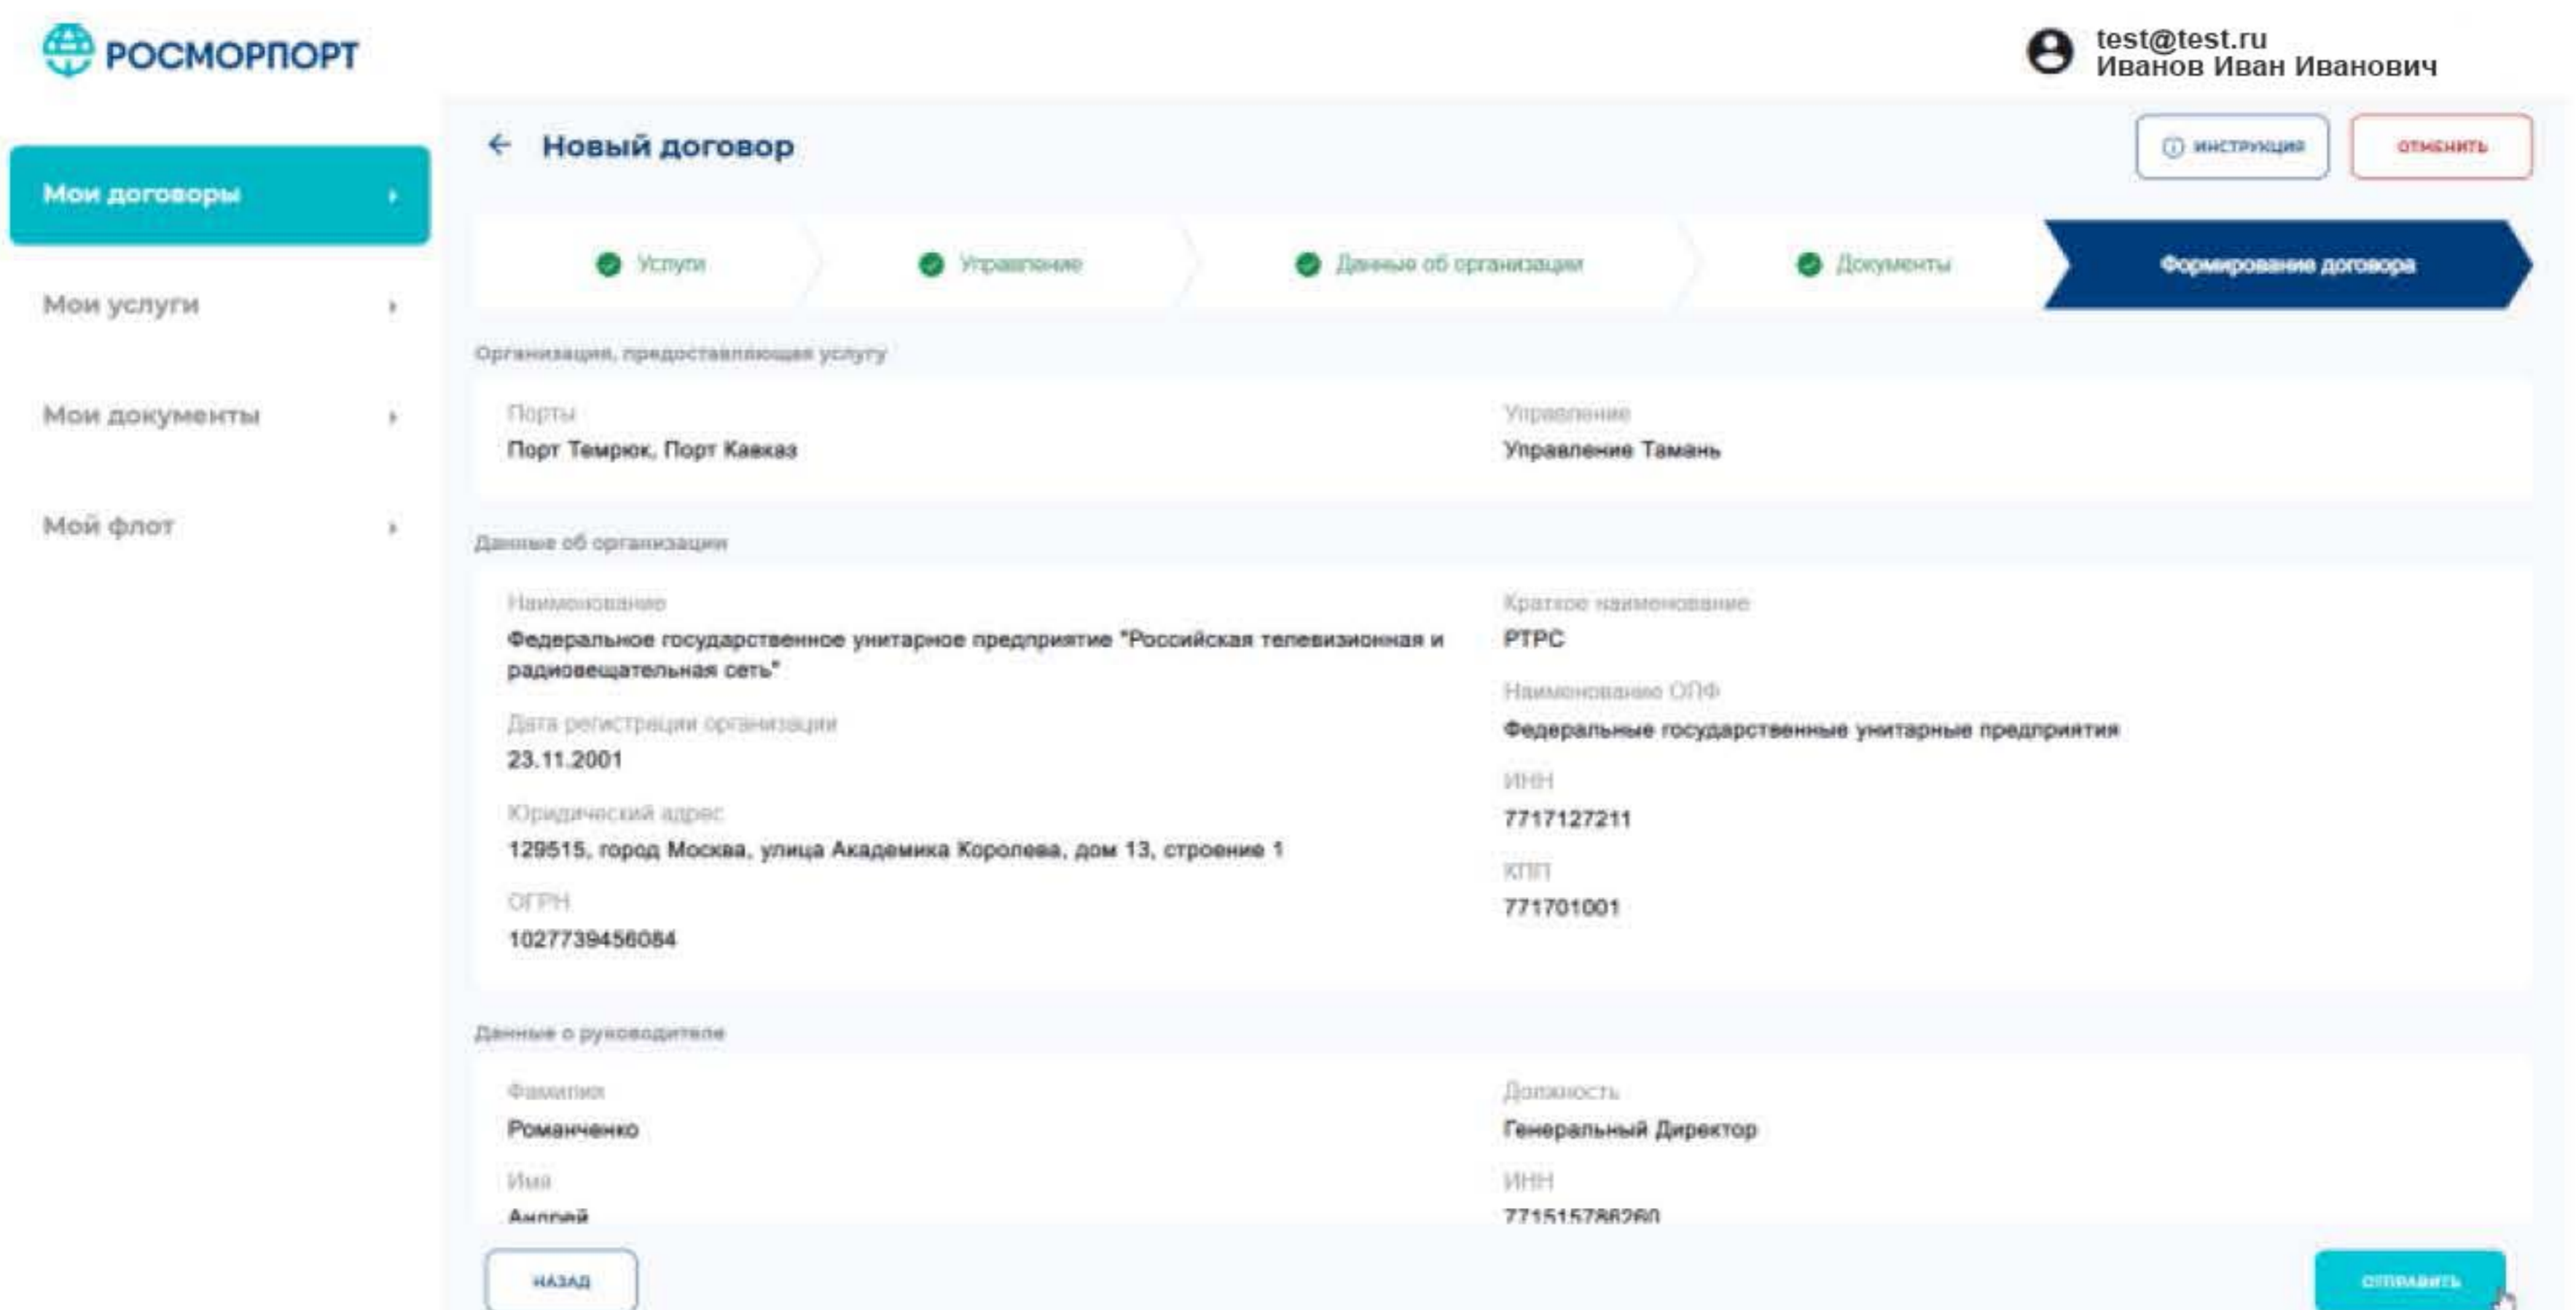 РОСМОРПОРТ
test@test.ru
Иванов Иван Иванович
Мои договоры
Мои услуги
Мои документы
Мой флот
← Новый договор
ИНСТРУКЦИЯ
ОТМЕНИТЬ
Услуги
Управление
Данные об организации
Документы
Формирование договора
Организация, предоставляющая услугу
Порты
Порт Темрюк, Порт Кавказ
Управление
Управление Тамань
Данные об организации
Наименование
Федеральное государственное унитарное предприятие "Российская телевизионная и
радиовещательная сеть"
Дата регистрации организации
23.11.2001
Юридический адрес
129515, город Москва, улица Академика Королева, дом 13, строение 1
ОГРН
1027739456084
Краткое наименование
РТРС
Наименование ОПФ
Федеральные государственные унитарные предприятия
ИНН
7717127211
КПП
771701001
Данные о руководителе
Фамилия
Романченко
Имя
Андрей
Должность
Генеральный Директор
ИНН
771515786260
НАЗАД
ОТПРАВИТЬ